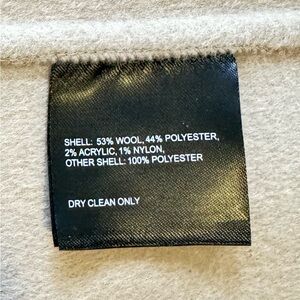 SHELL: 53% WOOL, 44% POLYESTER,
2% ACRYLIC, 1% NYLON,
OTHER SHELL: 100% POLYESTER
DRY CLEAN ONLY